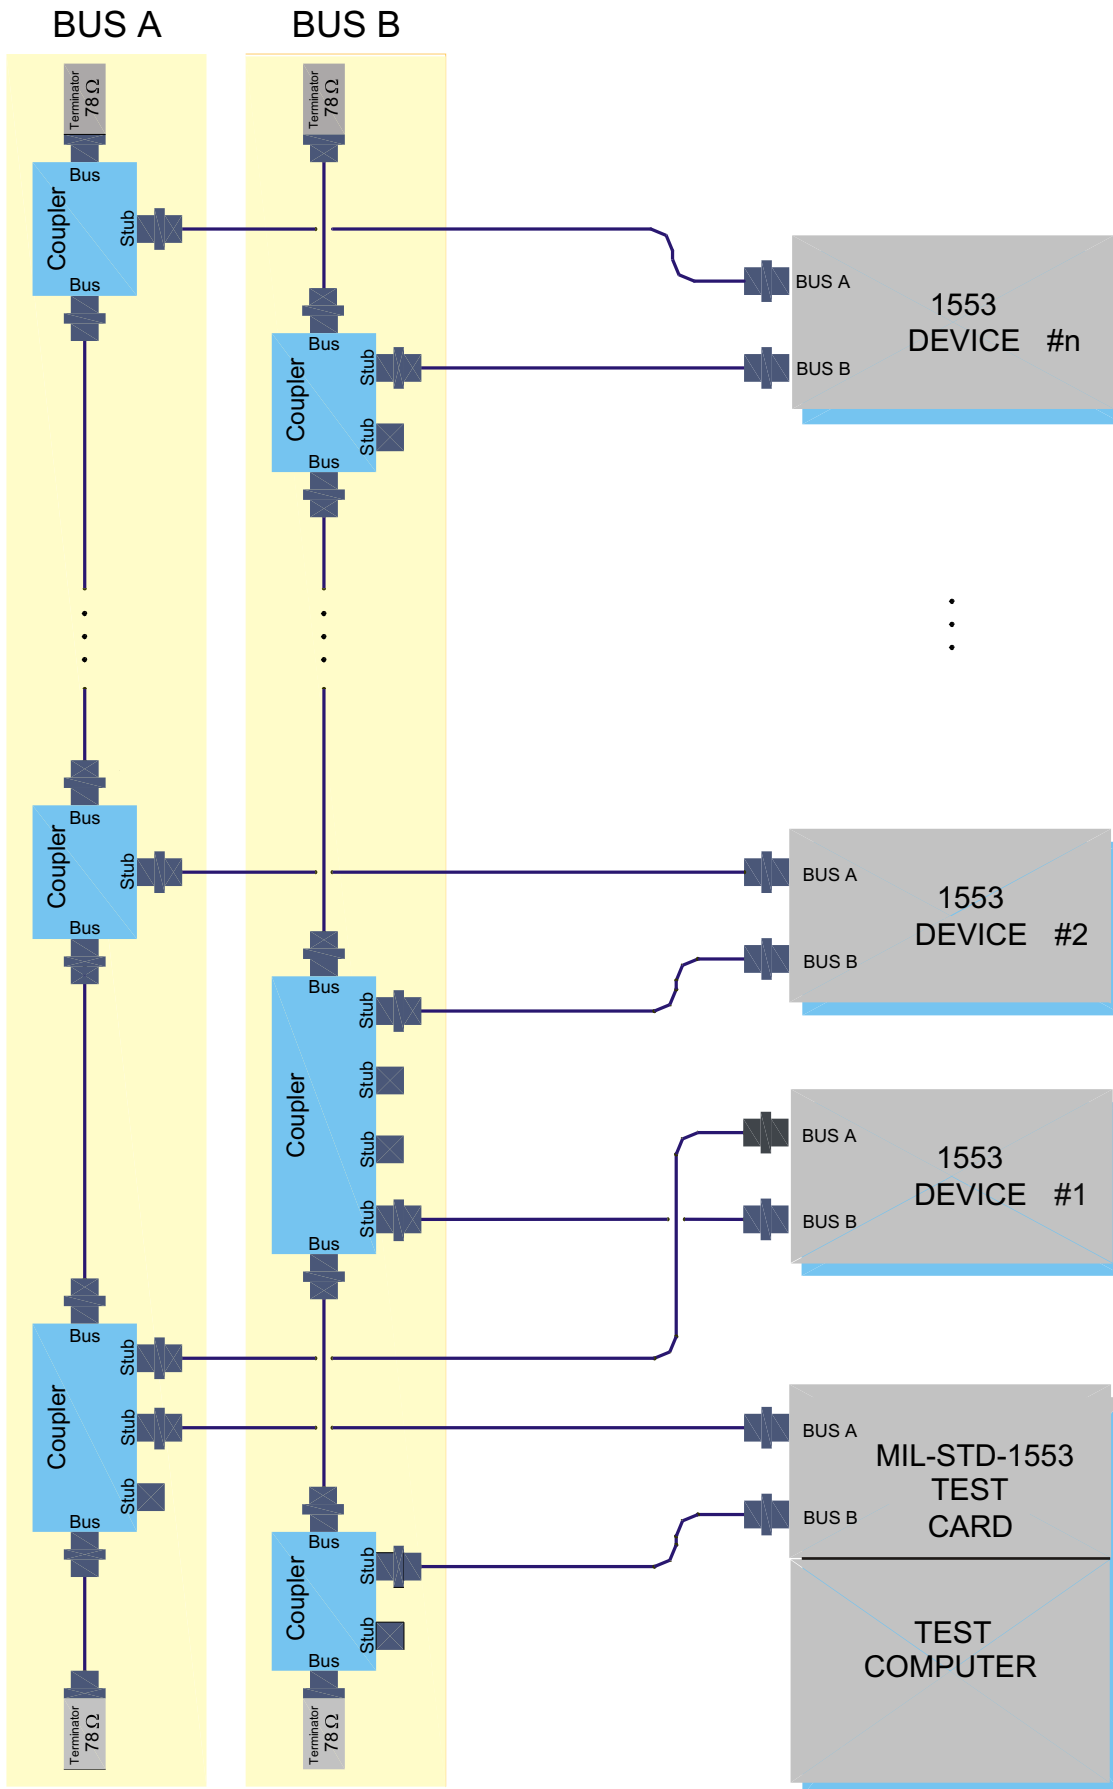 BUS A
BUS B
Terminator
78 Ω
Terminator
78 Ω
Bus
Coupler
Stub
Bus
BUS A
1553
DEVICE #n
BUS B
Bus
Coupler
Stub
Stub
Bus
Bus
Coupler
Stub
Bus
BUS A
1553
DEVICE #2
BUS B
Bus
Coupler
Stub
Stub
Stub
Stub
Bus
BUS A
1553
DEVICE #1
BUS B
Bus
Coupler
Stub
Stub
Stub
Bus
BUS A
MIL-STD-1553
TEST
CARD
BUS B
Bus
Coupler
Stub
Stub
Bus
TEST
COMPUTER
Terminator
78 Ω
Terminator
78 Ω